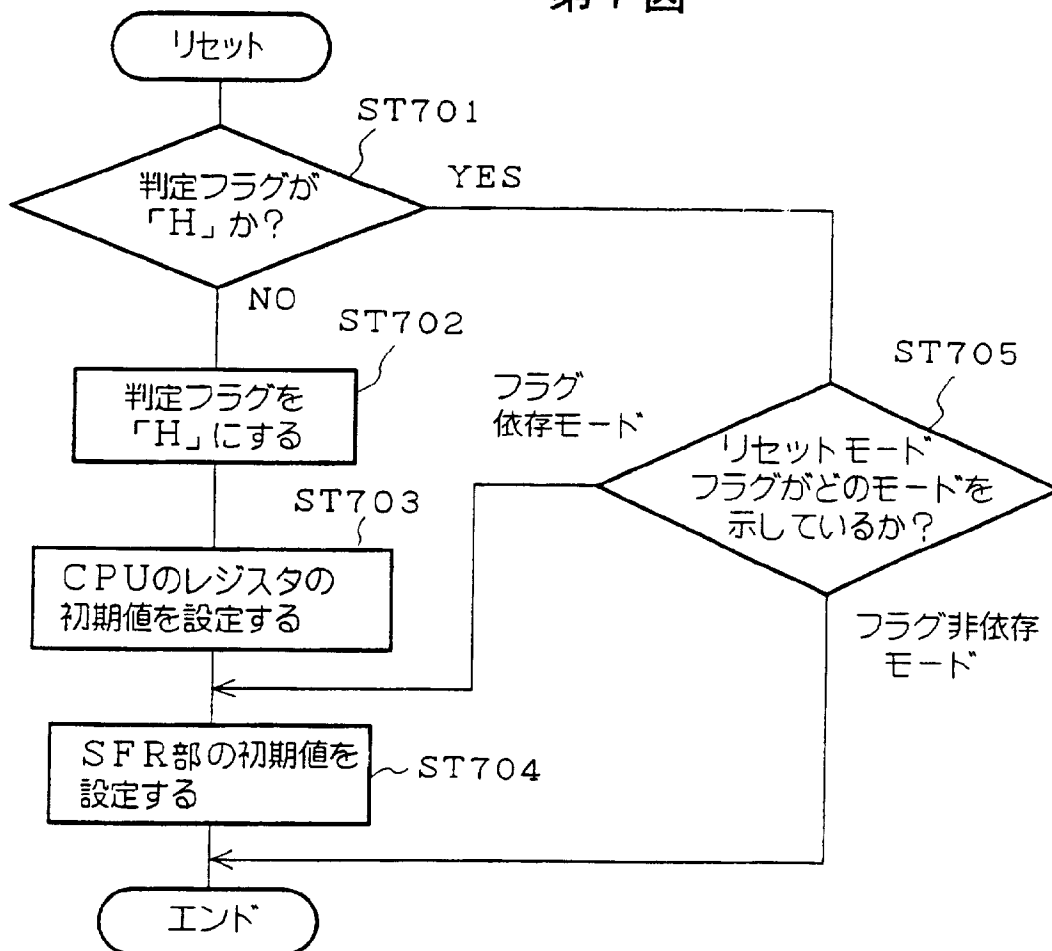 第7図
リセット
ST701
判定フラグが
「H」か?
YES
NO
ST702
判定フラグを
「H」にする
ST703
CPUのレジスタの
初期値を設定する
SFR部の初期値を
設定する
ST704
エンド
フラグ
依存モード
ST705
リセットモード
フラグがどのモードを
示しているか?
フラグ非依存
モード